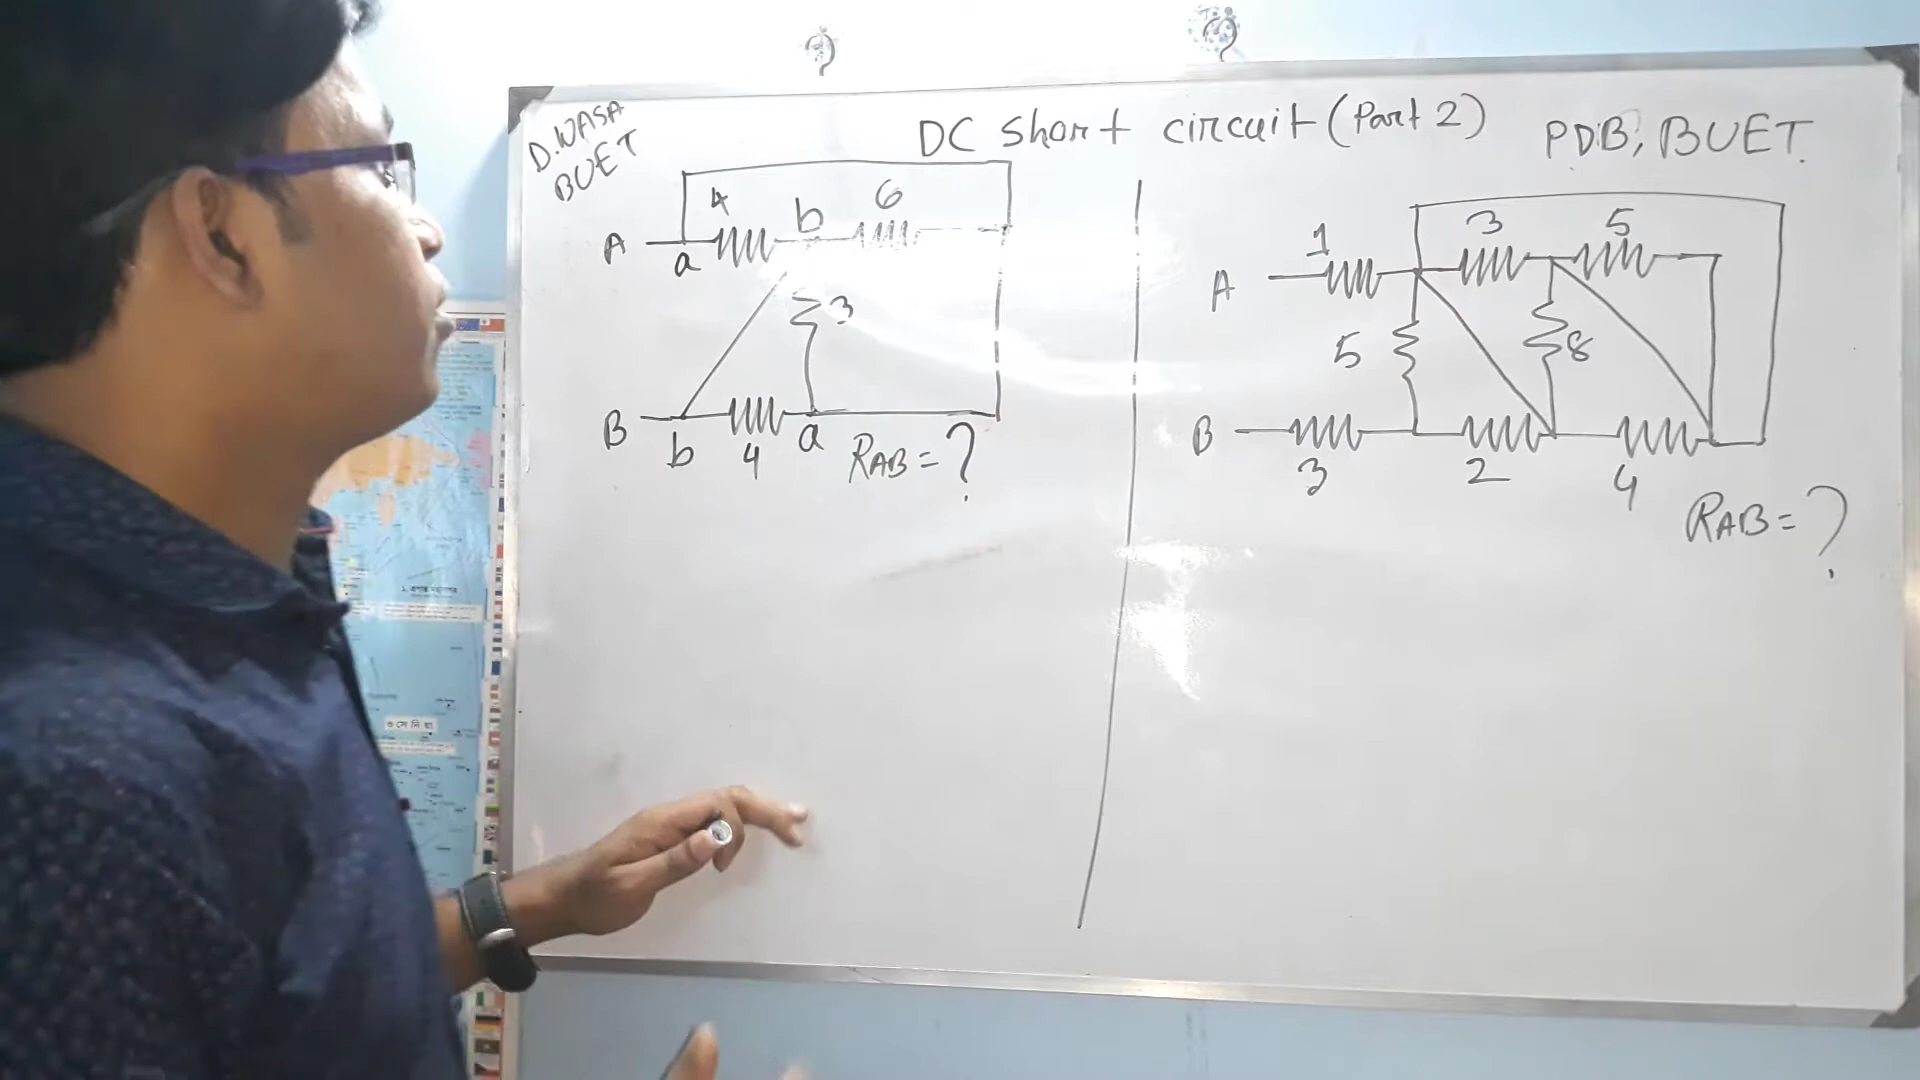 D.WASA
BUET
DC short circuit (Part 2)
PDB, BUET.
4
b
6
A
a
3
B
b
4
a
RAB = ?
1
3
5
A
5
8
B
3
2
4
RAB = ?